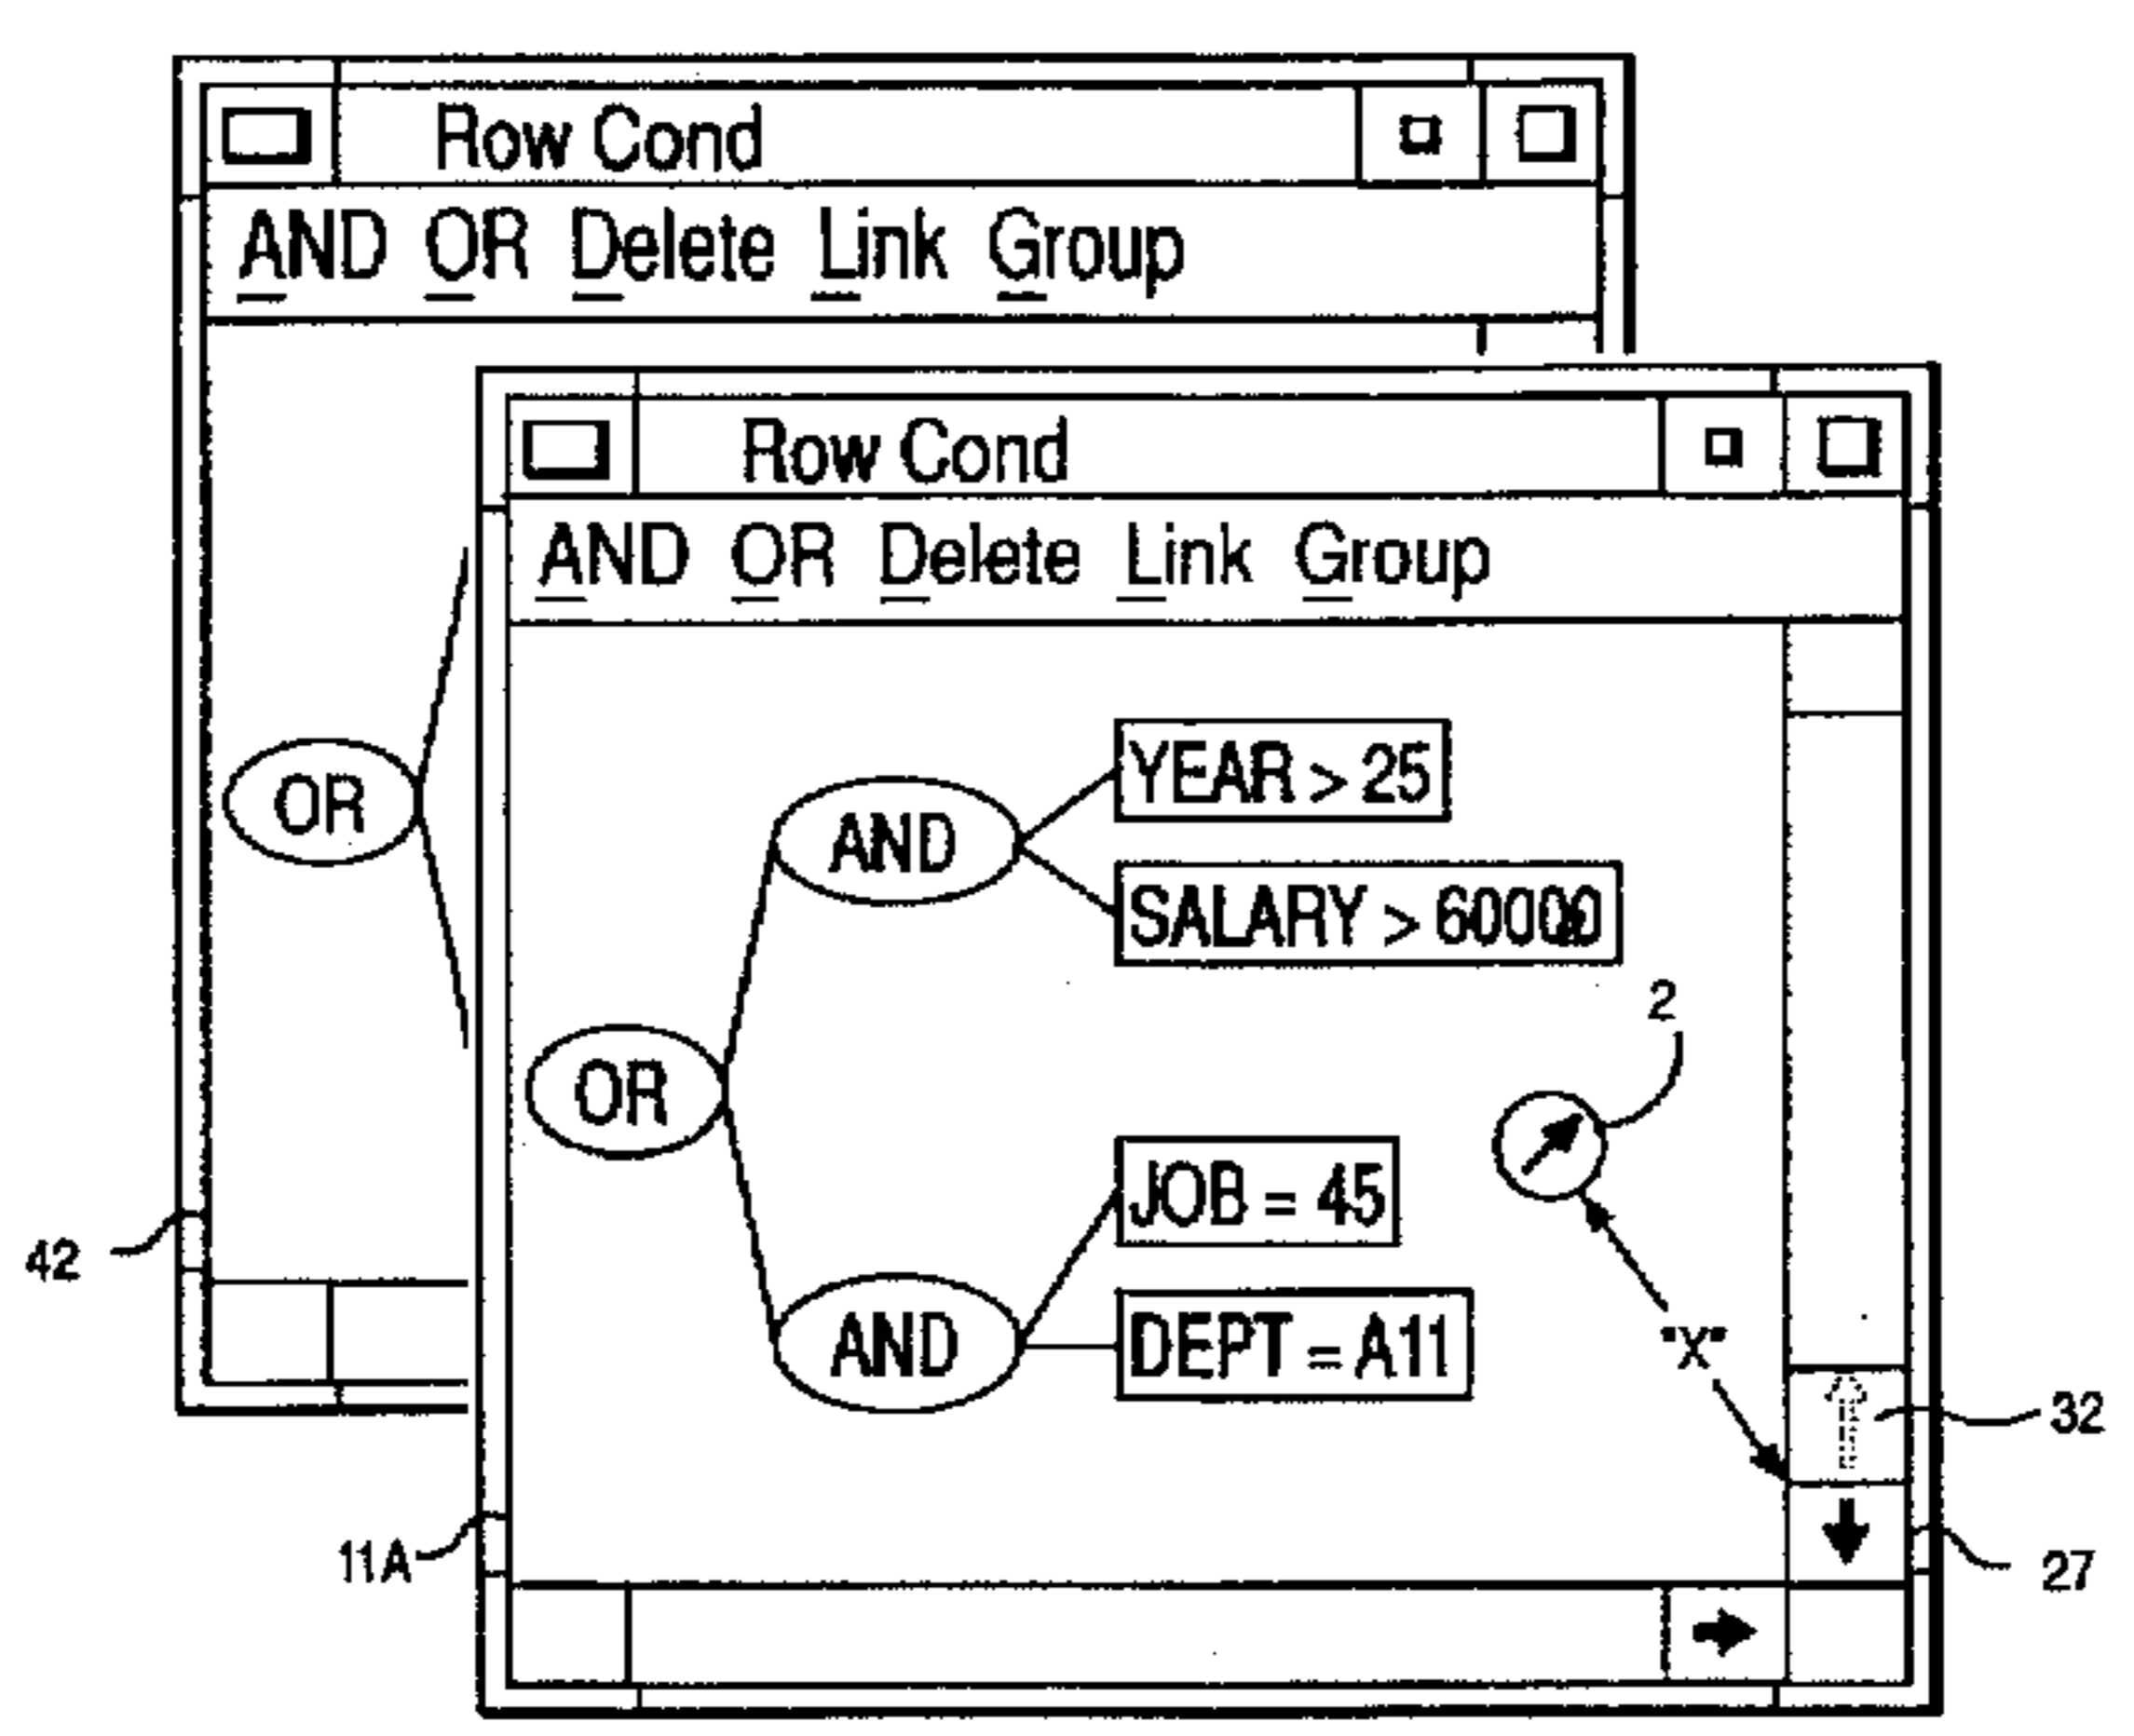 Row Cond
AND OR Delete Link Group
Row Cond
AND OR Delete Link Group
OR
YEAR > 25
AND
SALARY >
2
OR
JOB = 45
"X"
AND
DEPT = A11
42
32
11A
27